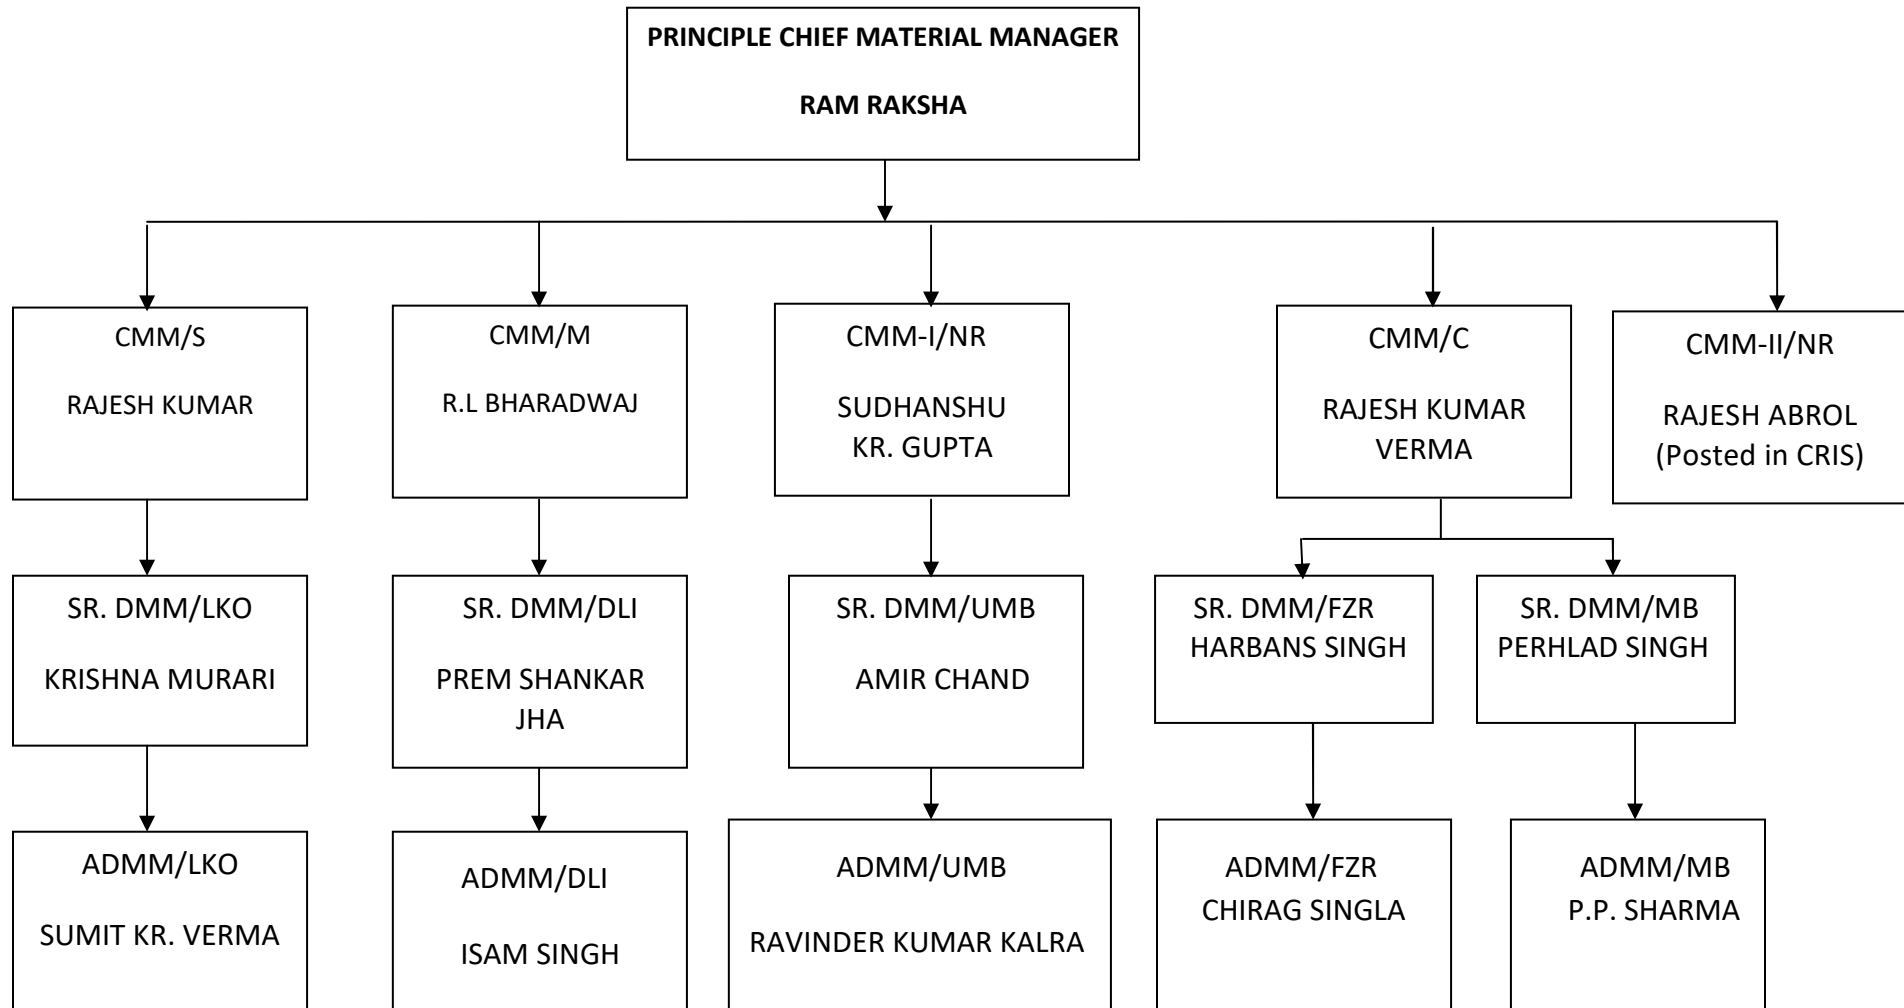 PRINCIPLE CHIEF MATERIAL MANAGER
RAM RAKSHA
CMM/S
RAJESH KUMAR
CMM/M
R.L BHARADWAJ
CMM-I/NR
SUDHANSHU
KR. GUPTA
CMM/C
RAJESH KUMAR
VERMA
CMM-II/NR
RAJESH ABROL
(Posted in CRIS)
SR. DMM/LKO
KRISHNA MURARI
SR. DMM/DLI
PREM SHANKAR
JHA
SR. DMM/UMB
AMIR CHAND
SR. DMM/FZR
HARBANS SINGH
SR. DMM/MB
PERHLAD SINGH
ADMM/LKO
SUMIT KR. VERMA
ADMM/DLI
ISAM SINGH
ADMM/UMB
RAVINDER KUMAR KALRA
ADMM/FZR
CHIRAG SINGLA
ADMM/MB
P.P. SHARMA